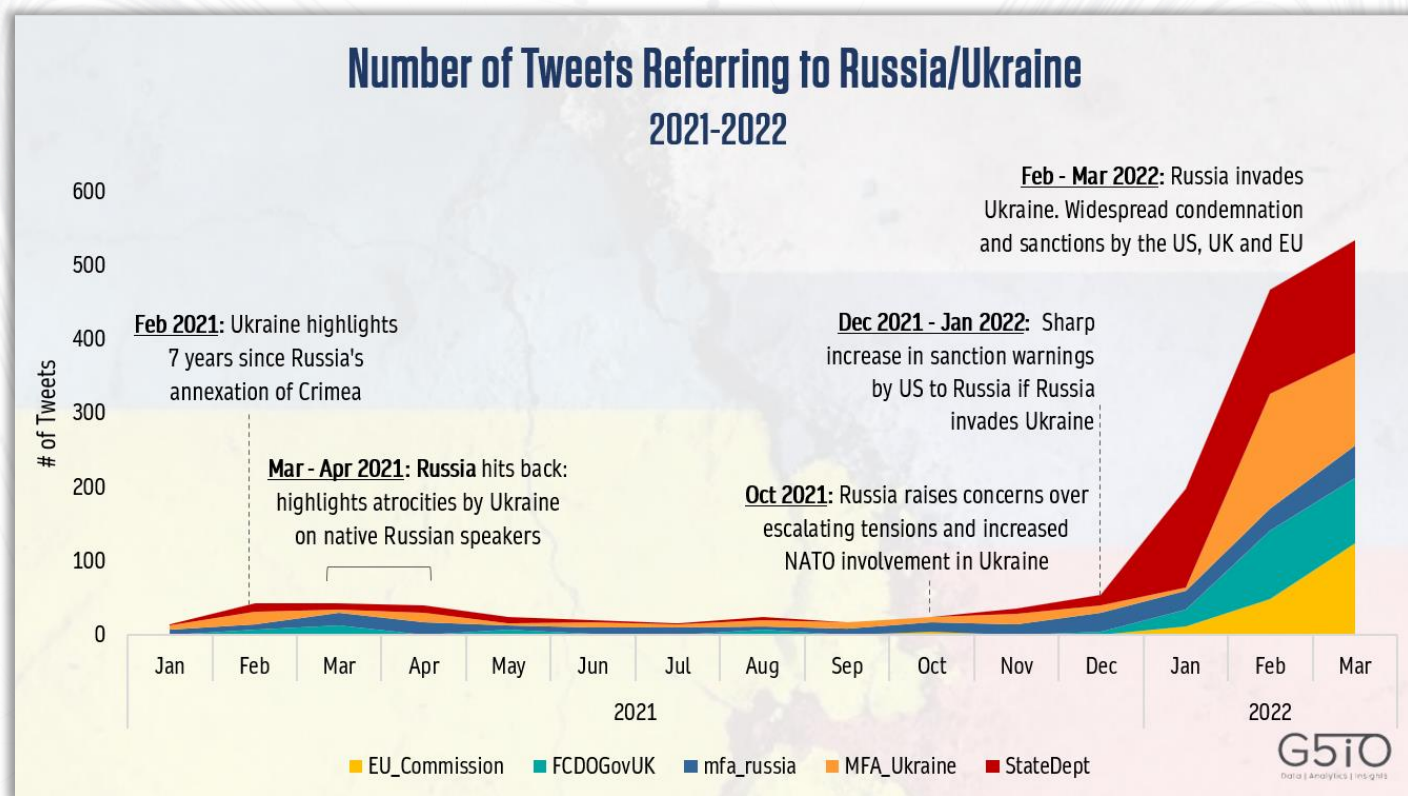 Number of Tweets Referring to Russia/Ukraine
2021-2022
Feb - Mar 2022: Russia invades
Ukraine. Widespread condemnation
and sanctions by the US, UK and EU
Feb 2021: Ukraine highlights
7 years since Russia's
annexation of Crimea
Dec 2021 - Jan 2022: Sharp
increase in sanction warnings
by US to Russia if Russia
invades Ukraine
Mar - Apr 2021: Russia hits back:
highlights atrocities by Ukraine
on native Russian speakers
Oct 2021: Russia raises concerns over
escalating tensions and increased
NATO involvement in Ukraine
# of Tweets
600
500
400
300
200
100
0
Jan Feb Mar Apr May Jun Jul Aug Sep Oct Nov Dec Jan Feb Mar
2021 2022
EU_Commission FCDOGovUK mfa_russia MFA_Ukraine StateDept
G5iO
Data | Analytics | Insights